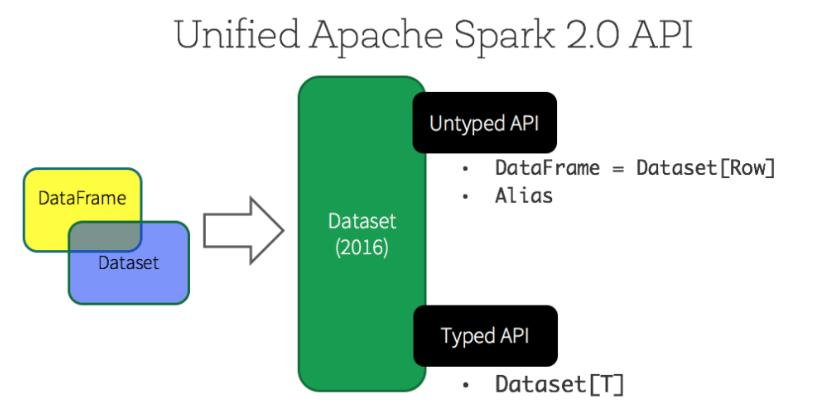 Unified Apache Spark 2.0 API
DataFrame
Dataset
Dataset
(2016)
Untyped API
• DataFrame = Dataset[Row]
• Alias
Typed API
• Dataset[T]